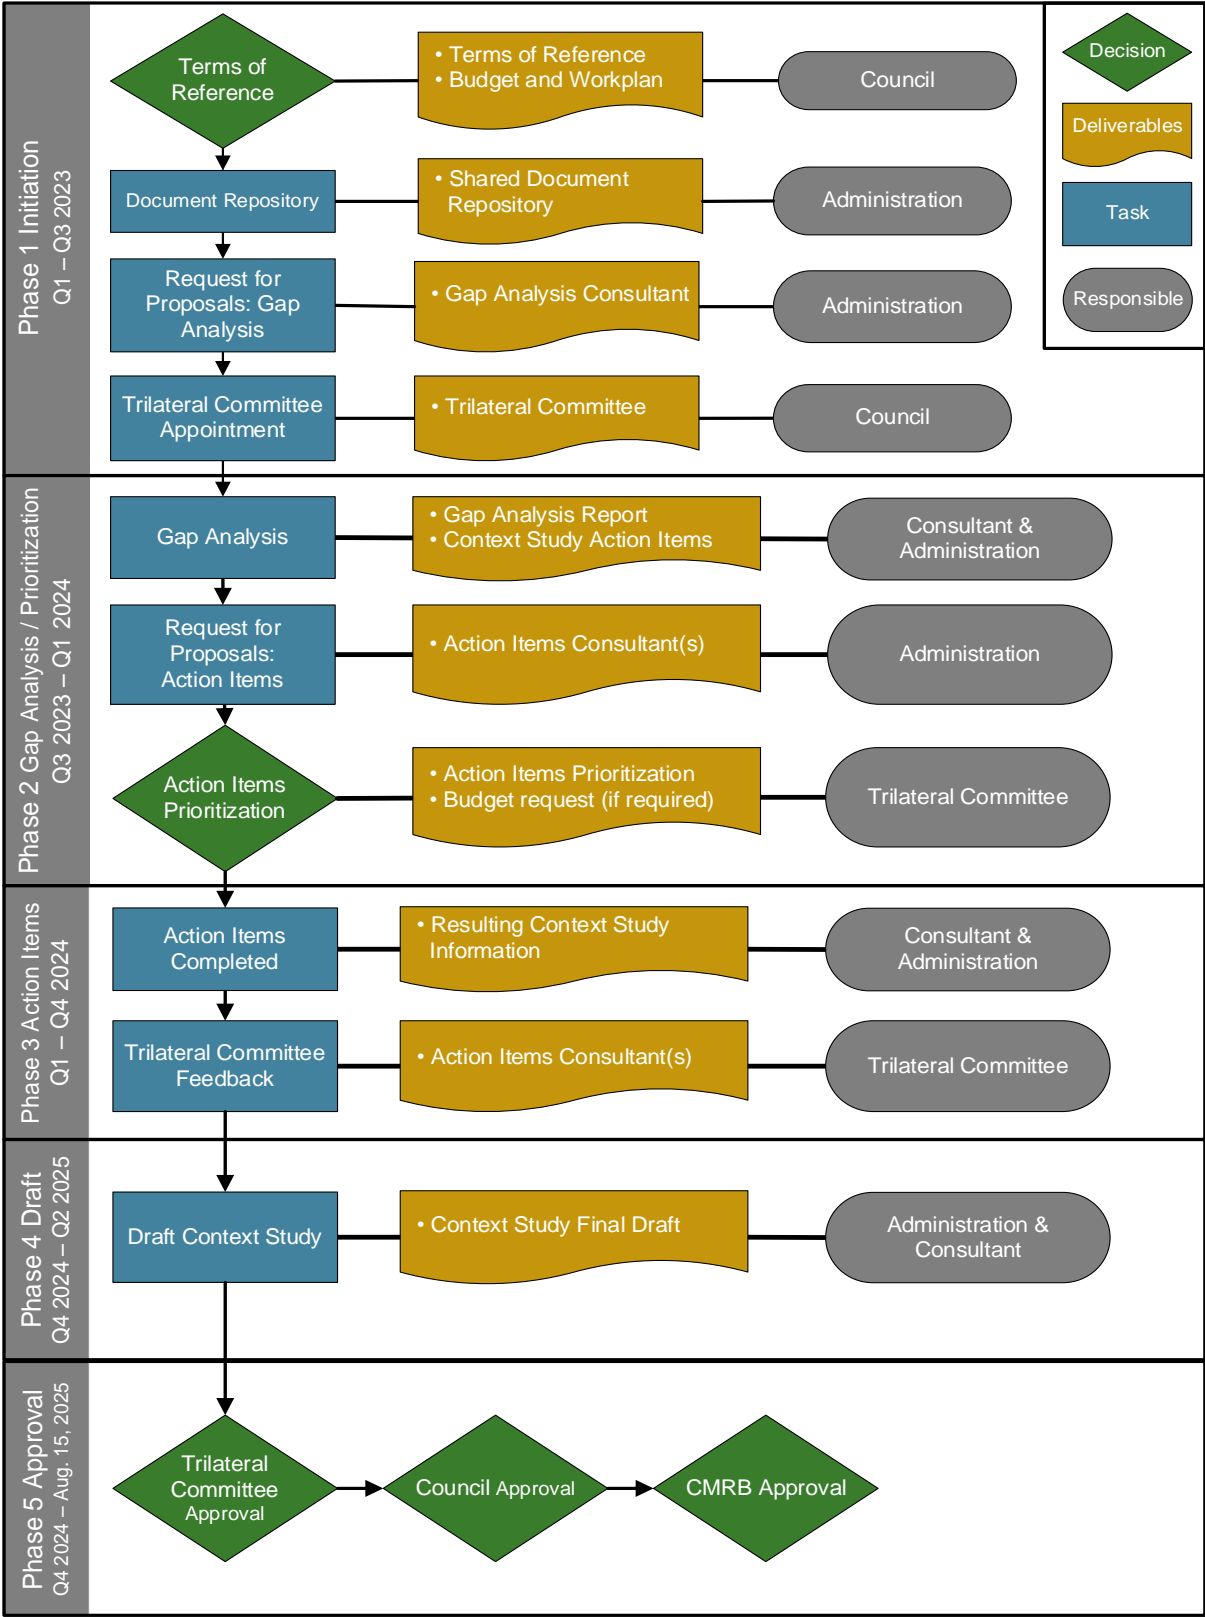 Phase 1 Initiation
Q1 – Q3 2023
Terms of
Reference
• Terms of Reference
• Budget and Workplan
Council
Document Repository
• Shared Document
Repository
Administration
Request for
Proposals: Gap
Analysis
• Gap Analysis Consultant
Administration
Trilateral Committee
Appointment
• Trilateral Committee
Council
Decision
Deliverables
Task
Responsible
Phase 2 Gap Analysis / Prioritization
Q3 2023 – Q1 2024
Gap Analysis
• Gap Analysis Report
• Context Study Action Items
Consultant &
Administration
Request for
Proposals:
Action Items
• Action Items Consultant(s)
Administration
Action Items
Prioritization
• Action Items Prioritization
• Budget request (if required)
Trilateral Committee
Phase 3 Action Items
Q1 – Q4 2024
Action Items
Completed
• Resulting Context Study
Information
Consultant &
Administration
Trilateral Committee
Feedback
• Action Items Consultant(s)
Trilateral Committee
Phase 4 Draft
Q4 2024 – Q2 2025
Draft Context Study
• Context Study Final Draft
Administration &
Consultant
Phase 5 Approval
Q4 2024 – Aug. 15, 2025
Trilateral
Committee
Approval
Council Approval
CMRB Approval